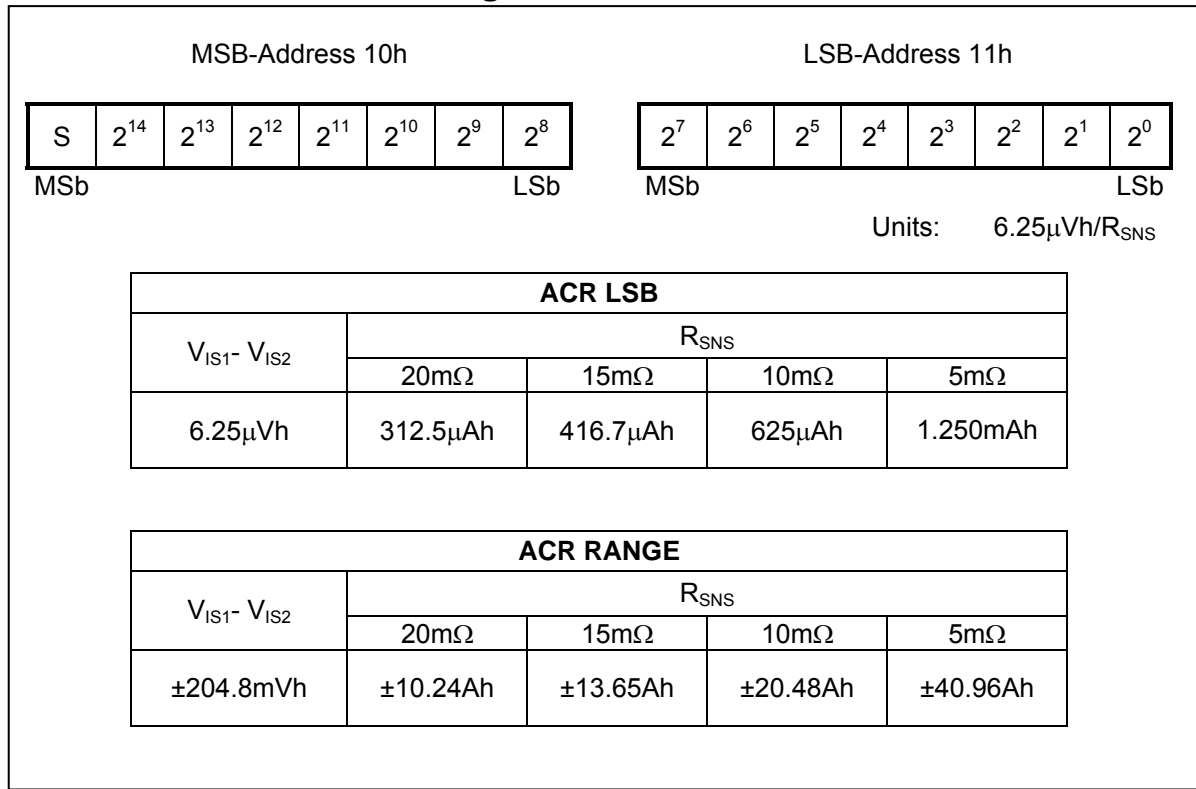 MSB-Address 10h LSB-Address 11h
S 2^14 2^13 2^12 2^11 2^10 2^9 2^8 2^7 2^6 2^5 2^4 2^3 2^2 2^1 2^0
MSb LSb MSb LSb
Units: 6.25μVh/R_SNS
ACR LSB
V_IS1- V_IS2 R_SNS
20mΩ 15mΩ 10mΩ 5mΩ
6.25μVh 312.5μAh 416.7μAh 625μAh 1.250mAh
ACR RANGE
V_IS1- V_IS2 R_SNS
20mΩ 15mΩ 10mΩ 5mΩ
±204.8mVh ±10.24Ah ±13.65Ah ±20.48Ah ±40.96Ah